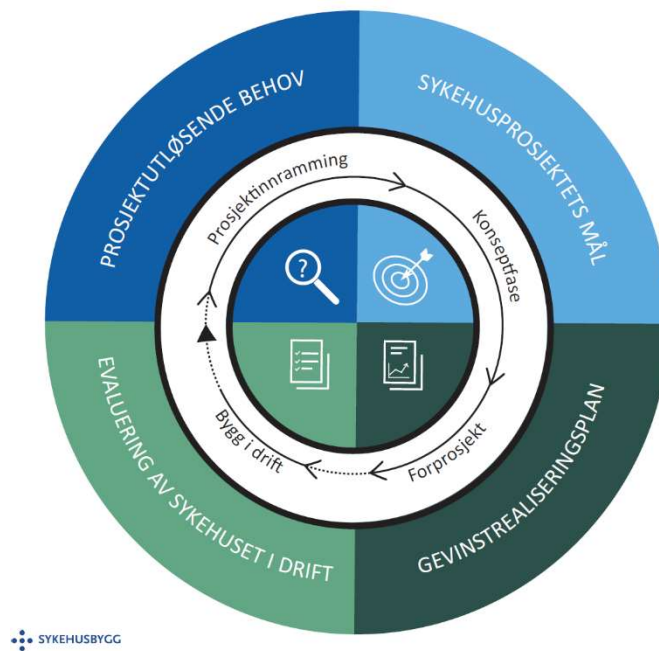 PROSJEKTUTLØSENDE BEHOV
SYKEHUSPROSJEKTETS MÅL
Prosjektinnramming
Konseptfase
?
Bygg i drift
Forprosjekt
EVALUERING AV SYKEHUSET I DRIFT
GEVINSTREALISERINGSPLAN
SYKEHUSBYGG